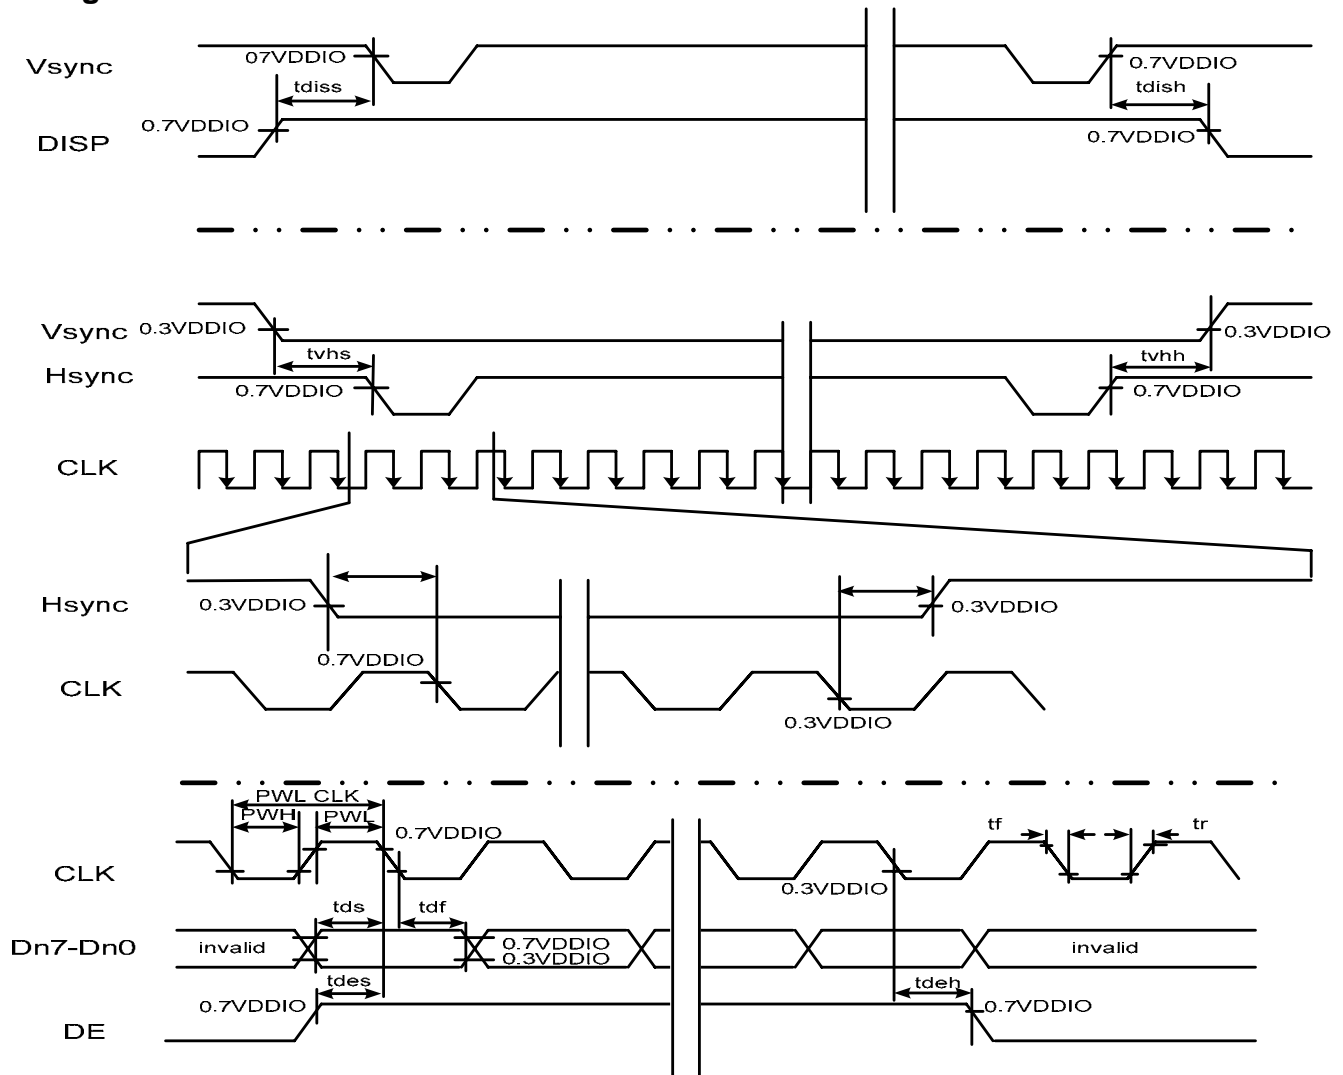 Vsync
07VDDIO
0.7VDDIO
tdiss
tdish
DISP
0.7VDDIO
0.7VDDIO
Vsync
0.3VDDIO
0.3VDDIO
tvhs
tvhh
Hsync
0.7VDDIO
0.7VDDIO
CLK
Hsync
0.3VDDIO
0.3VDDIO
0.7VDDIO
CLK
0.3VDDIO
PWL CLK
PWH
PWL
0.7VDDIO
tf
tr
CLK
0.3VDDIO
tds
tdf
Dn7-Dn0
invalid
0.7VDDIO
0.3VDDIO
invalid
tdes
tdeh
0.7VDDIO
0.7VDDIO
DE